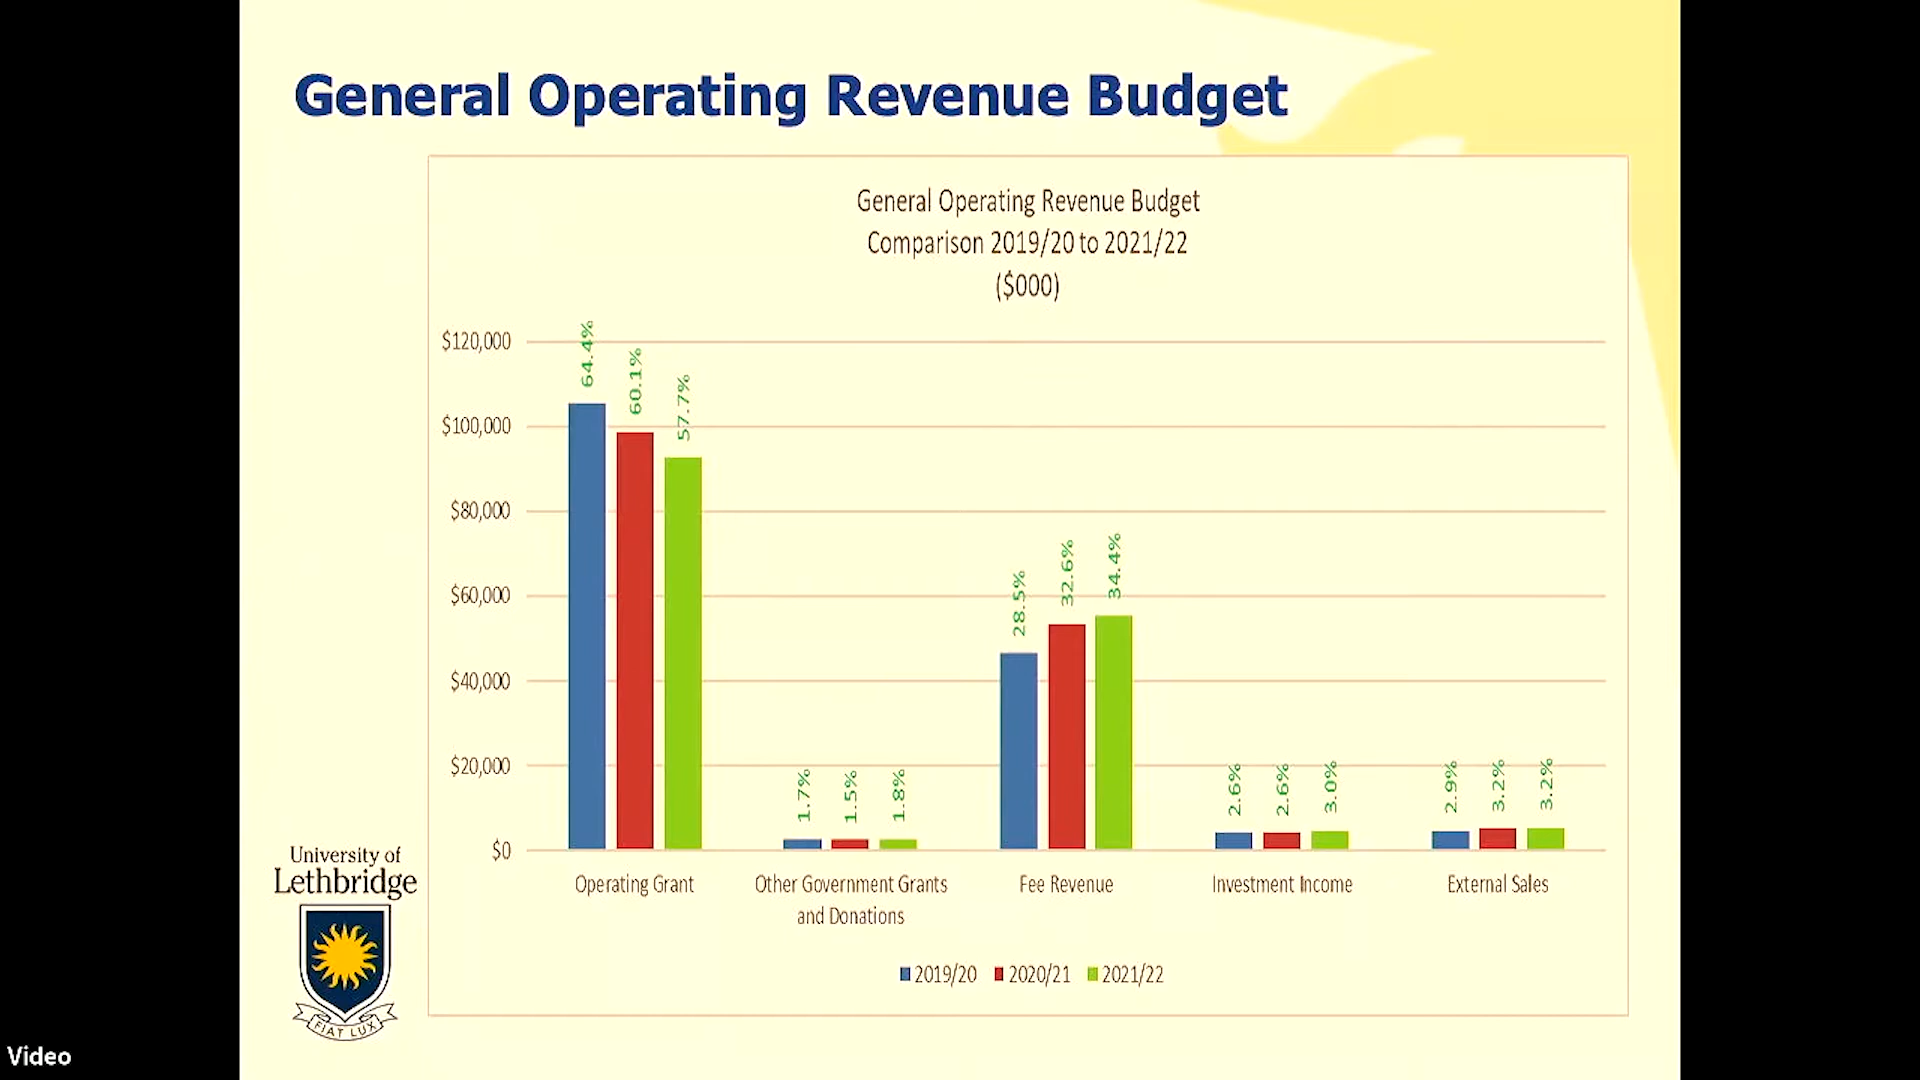 General Operating Revenue Budget
General Operating Revenue Budget
Comparison 2019/20 to 2021/22
($000)
$120,000
$100,000
$80,000
$60,000
$40,000
$20,000
$0
64.4%
60.1%
57.7%
1.7%
1.5%
1.8%
28.5%
32.6%
34.4%
2.6%
2.6%
3.0%
2.9%
3.2%
3.2%
Operating Grant
Other Government Grants
and Donations
Fee Revenue
Investment Income
External Sales
2019/20
2020/21
2021/22
University of
Lethbridge
FIAT LUX
Video